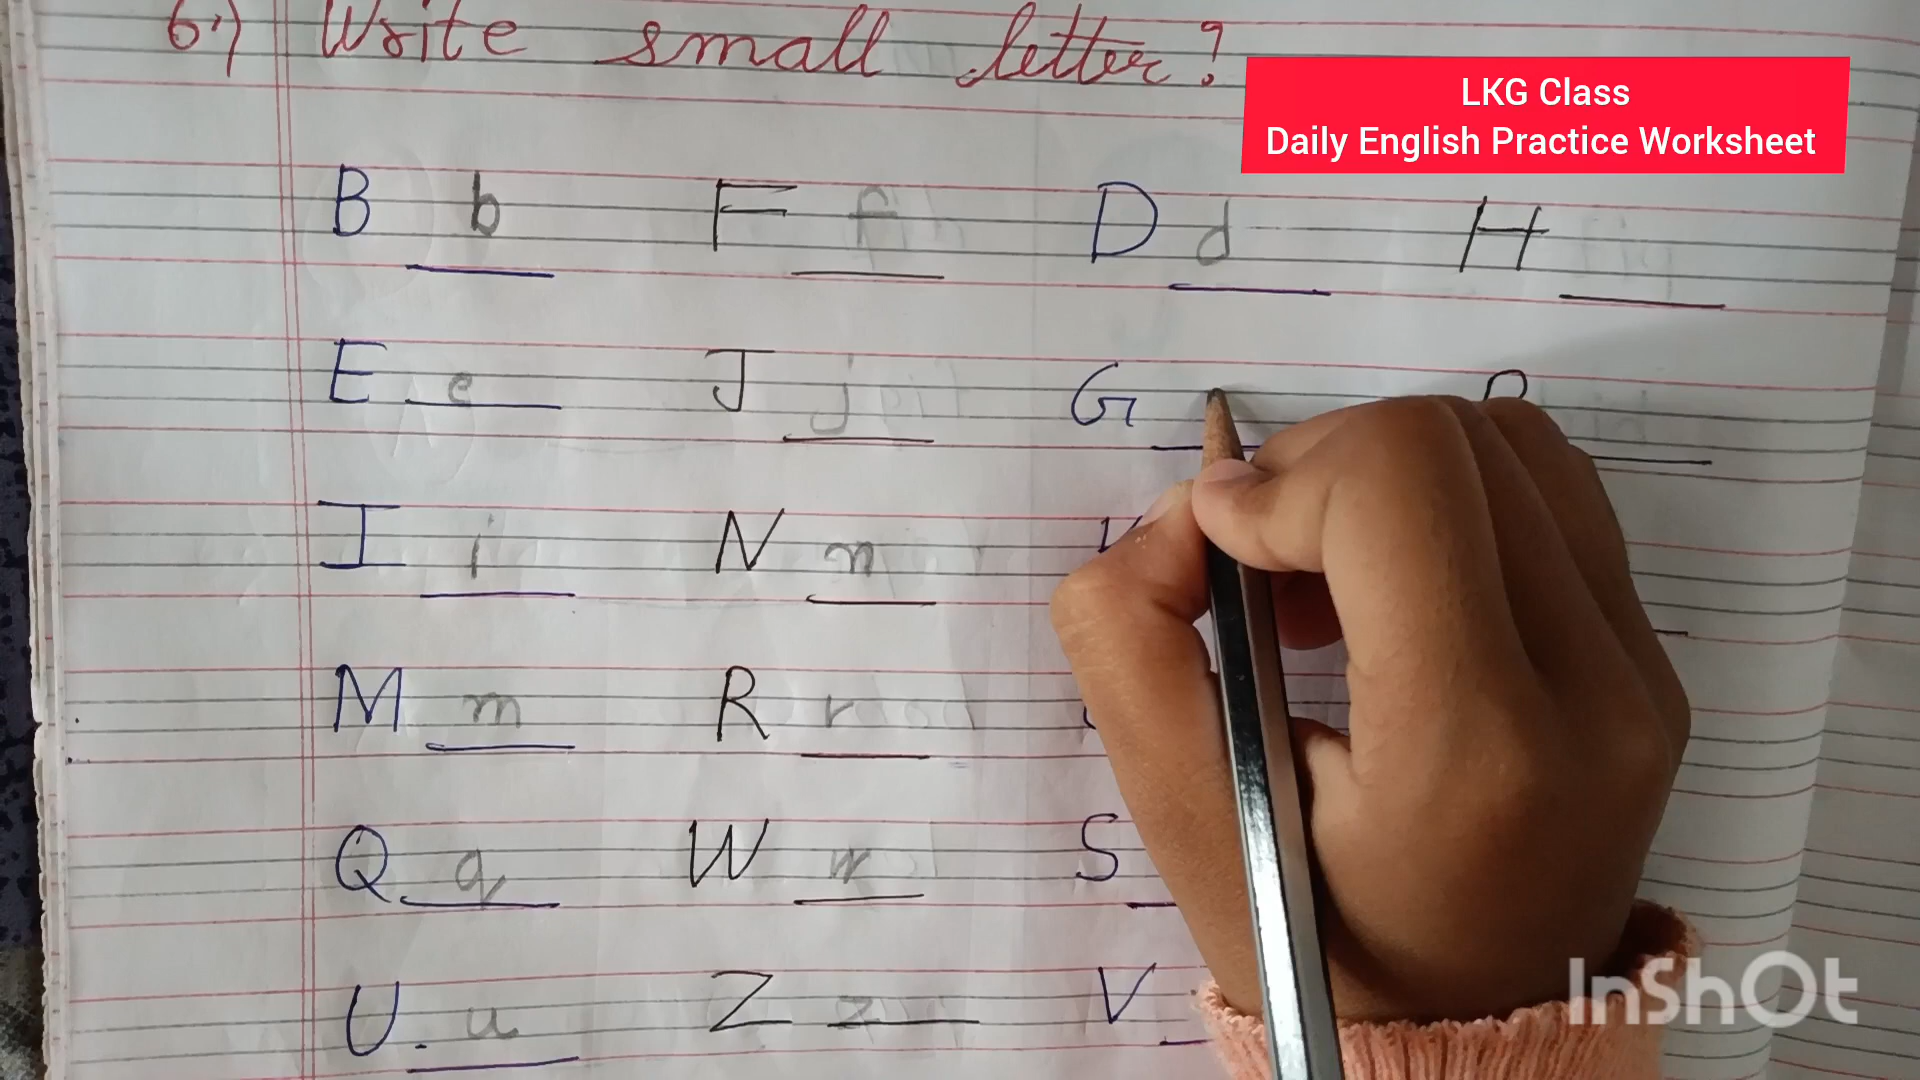 6.) Write small letter?
LKG Class
Daily English Practice Worksheet
B b F f D d H
E e J j G
I i N n
M m R r
Q q W w S
U u Z z V
InShOt